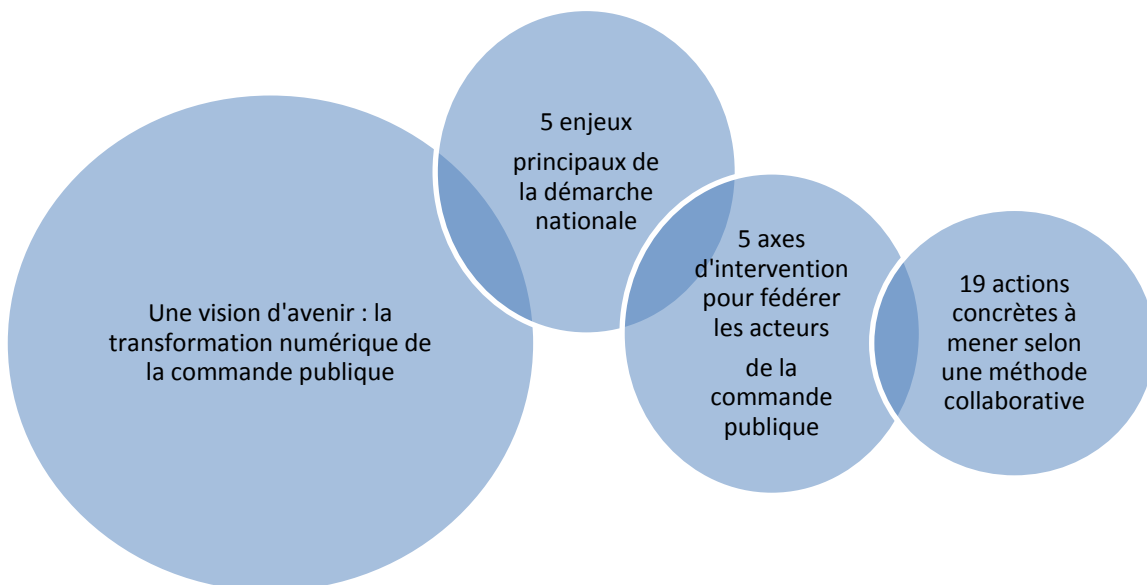 Une vision d'avenir : la
transformation numérique de
la commande publique
5 enjeux
principaux de
la démarche
nationale
5 axes
d'intervention
pour fédérer
les acteurs
de la
commande
publique
19 actions
concrètes à
mener selon
une méthode
collaborative